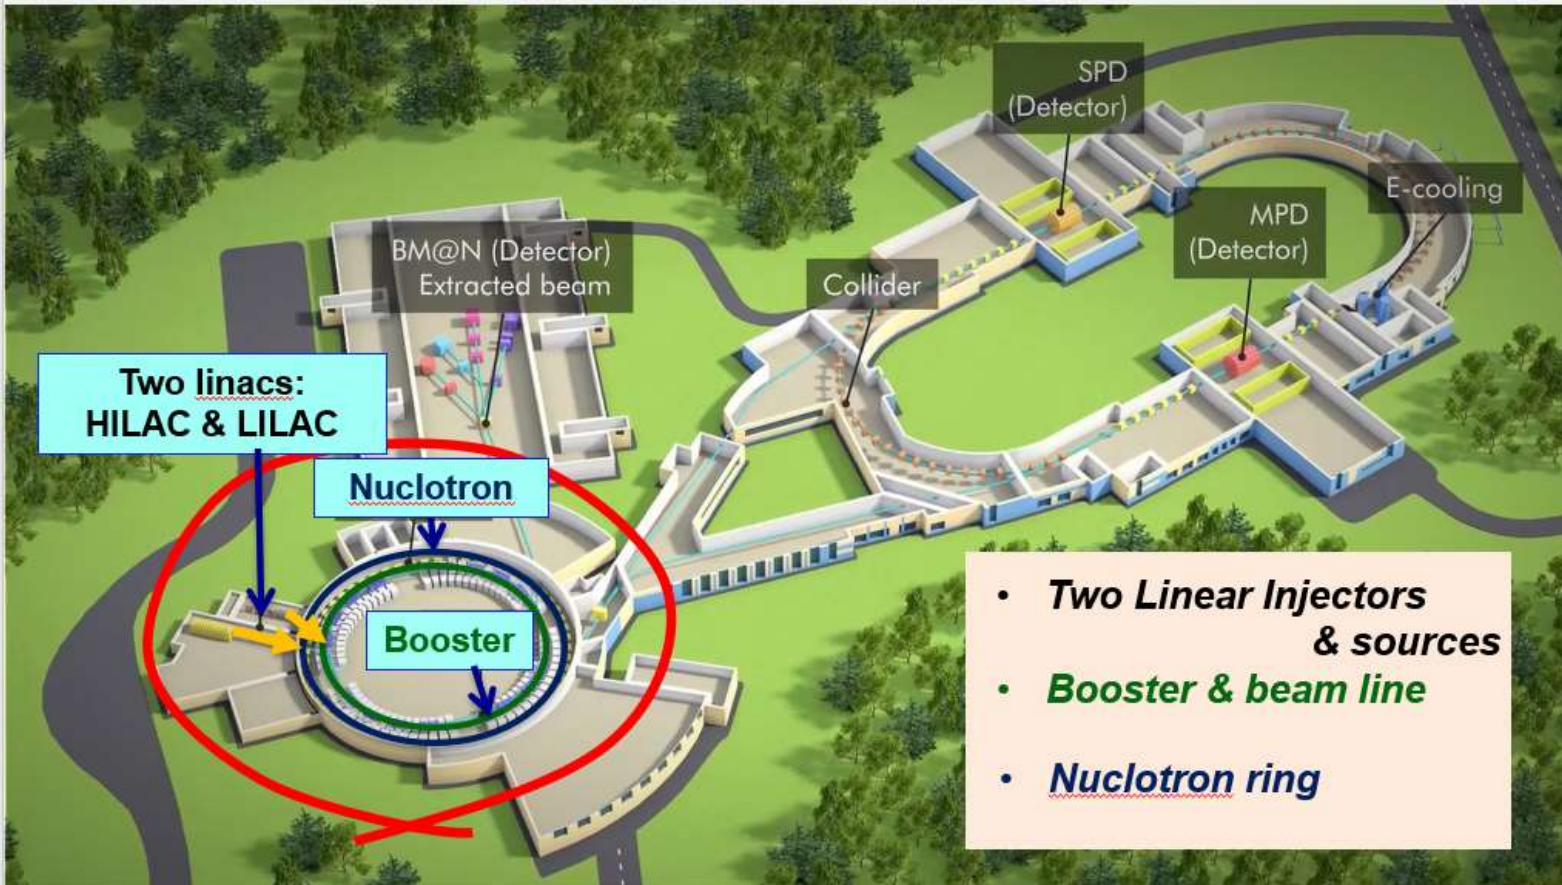 SPD
(Detector)
E-cooling
MPD
(Detector)
BM@N (Detector)
Extracted beam
Collider
Two linacs:
HILAC & LILAC
Nuclotron
Booster
• Two Linear Injectors
& sources
• Booster & beam line
• Nuclotron ring